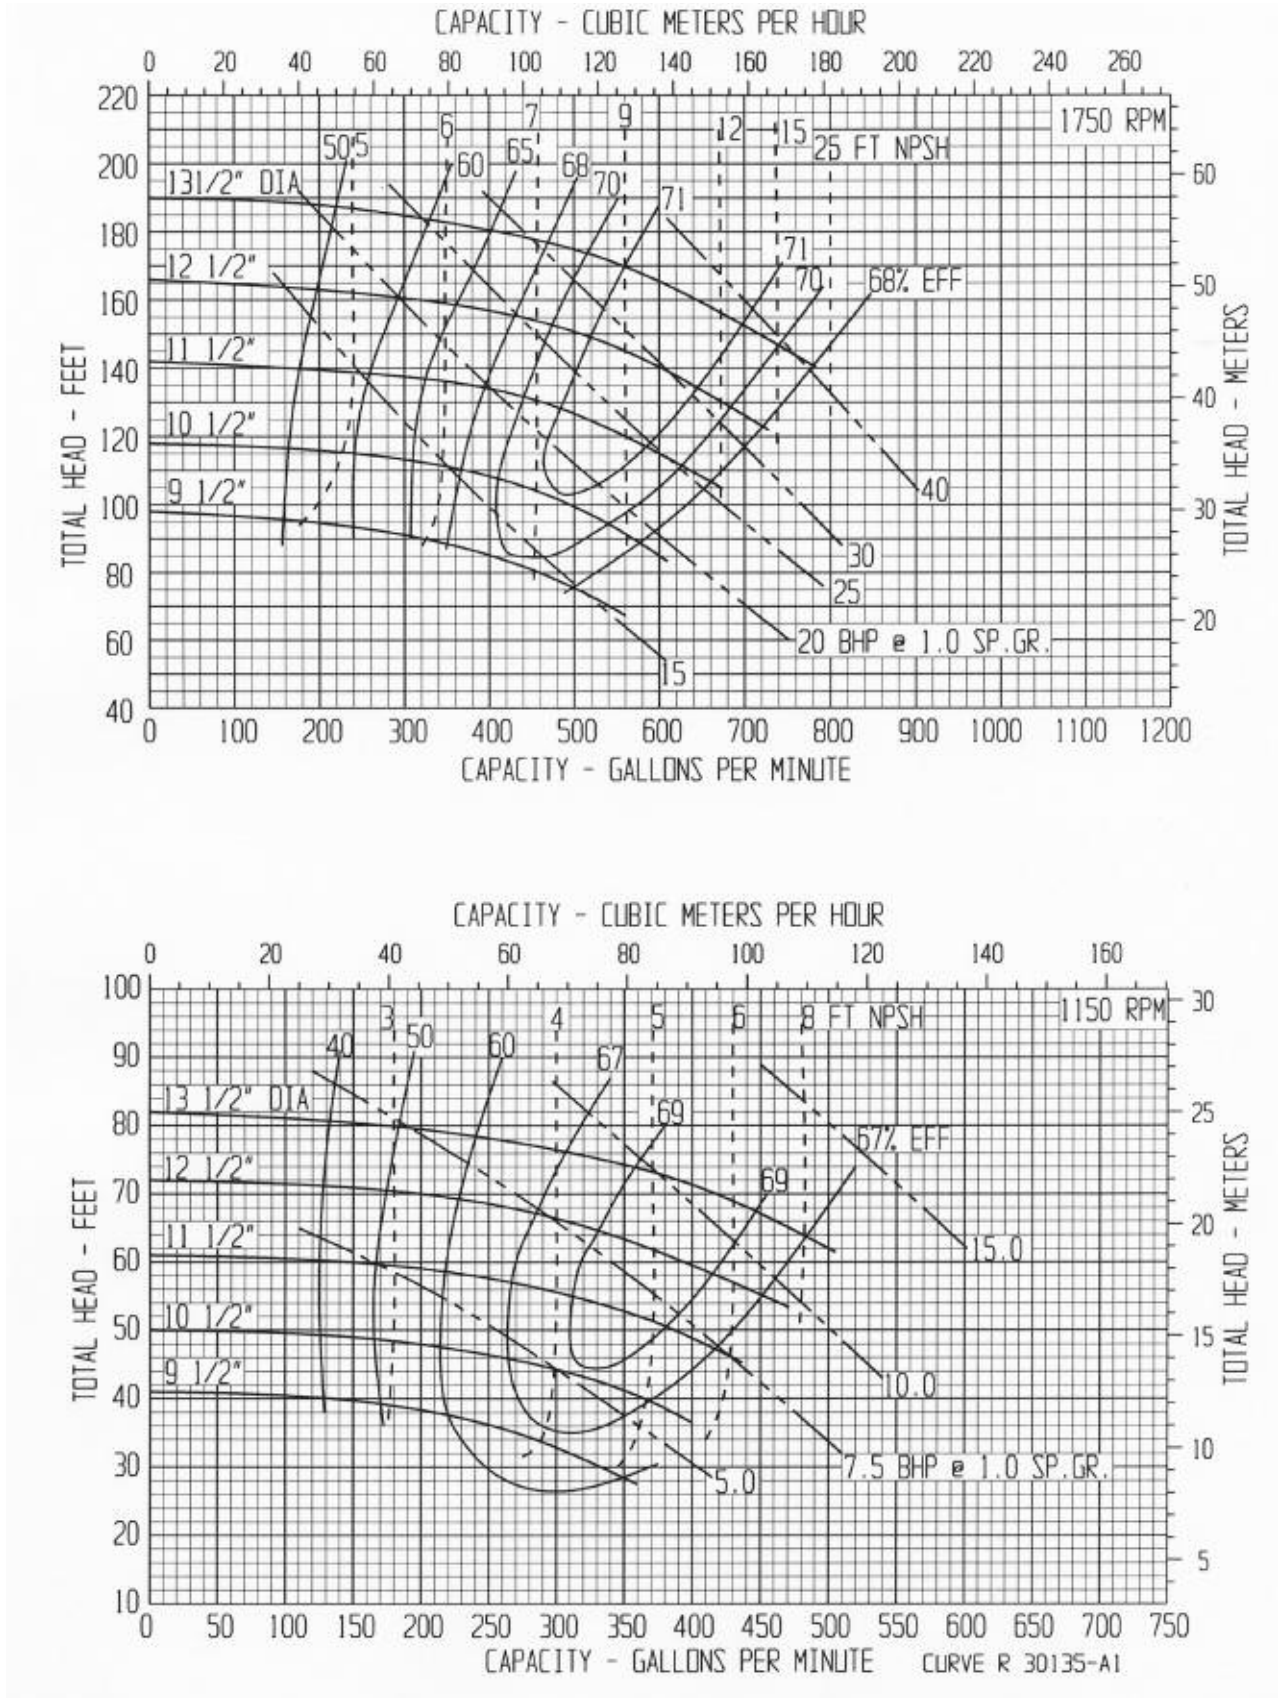 CAPACITY - CUBIC METERS PER HOUR
0 20 40 60 80 100 120 140 160 180 200 220 240 260
220
200
180
160
140
120
100
80
60
40
TOTAL HEAD - FEET
1750 RPM
50 5 6 60 65 7 68 70 9 71 12 15 25 FT NPSH
71 70 68% EFF
13 1/2" DIA
12 1/2"
11 1/2"
10 1/2"
9 1/2"
40
30
25
20 BHP @ 1.0 SP.GR.
15
60
50
40
30
20
TOTAL HEAD - METERS
0 100 200 300 400 500 600 700 800 900 1000 1100 1200
CAPACITY - GALLONS PER MINUTE
CAPACITY - CUBIC METERS PER HOUR
0 20 40 60 80 100 120 140 160
100
90
80
70
60
50
40
30
20
10
TOTAL HEAD - FEET
1150 RPM
3 4 5 6 8 FT NPSH
40 50 60 67 69
69 67% EFF
13 1/2" DIA
12 1/2"
11 1/2"
10 1/2"
9 1/2"
15.0
10.0
7.5 BHP @ 1.0 SP.GR.
5.0
30
25
20
15
10
5
TOTAL HEAD - METERS
0 50 100 150 200 250 300 350 400 450 500 550 600 650 700 750
CAPACITY - GALLONS PER MINUTE CURVE R 30135-A1